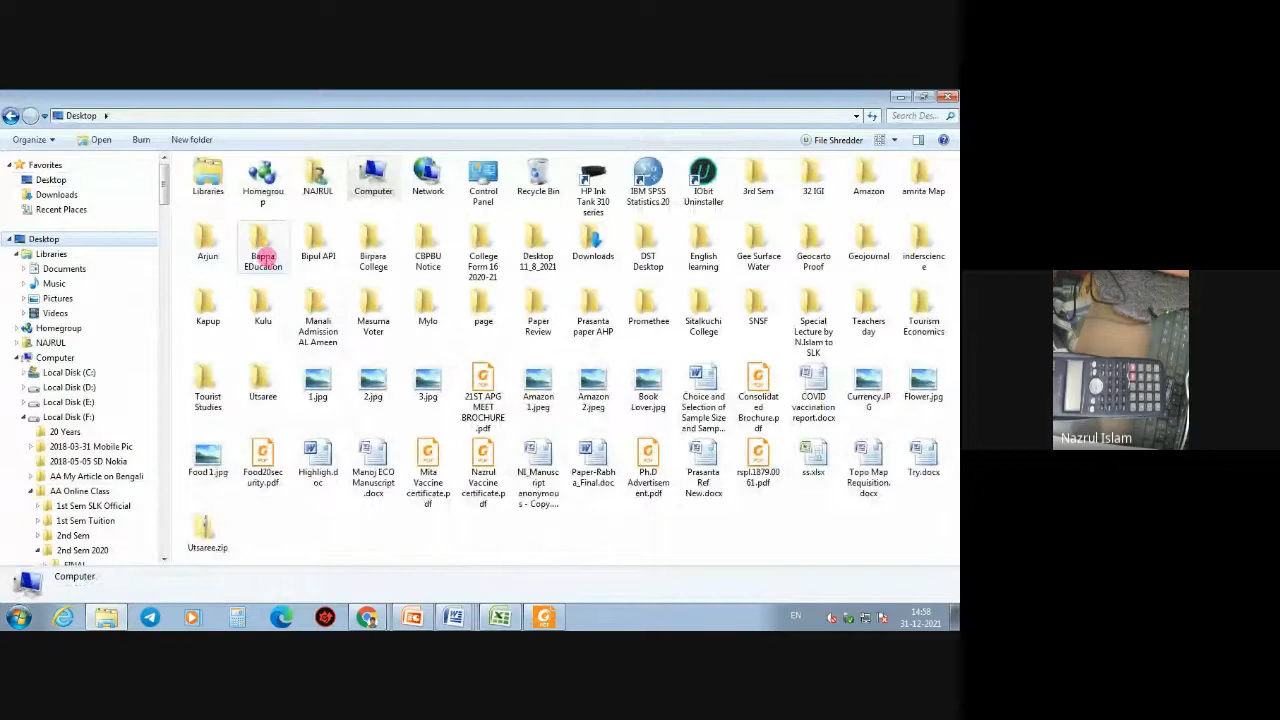 Desktop
Search Des...
Organize
Open
Burn
New folder
File Shredder
Favorites
Desktop
Downloads
Recent Places
Desktop
Libraries
Documents
Music
Pictures
Videos
Homegroup
NAJRUL
Computer
Local Disk (C:)
Local Disk (D:)
Local Disk (E:)
Local Disk (F:)
20 Years
2018-03-31 Mobile Pic
2018-05-05 SD Nokia
AA My Article on Bengali
AA Online Class
1st Sem SLK Official
1st Sem Tuition
2nd Sem
2nd Sem 2020
FINAL
Libraries
Homegrou
p
NAJRUL
Computer
Network
Control
Panel
Recycle Bin
HP Ink
Tank 310
series
IBM SPSS
Statistics 20
IObit
Uninstaller
3rd Sem
32 IGI
Amazon
amrita Map
Arjun
Bappa
EDucation
Bipul API
Birpara
College
CBPBU
Notice
College
Form 16
2020-21
Desktop
11_8_2021
Downloads
DST
Desktop
English
learning
Gee Surface
Water
Geocarto
Proof
Geojournal
interscienc
e
Kapup
Kulu
Manali
Admission
AL Ameen
Masuma
Voter
Mylo
page
Paper
Review
Prasanta
paper AHP
Promethee
Sitalkuchi
College
SNSF
Special
Lecture by
N.Islam to
SLK
Teachers
day
Tourism
Economics
Tourist
Studies
Utsaree
1.jpg
2.jpg
3.jpg
21ST APG
MEET
BROCHURE
.pdf
Amazon
1.jpeg
Amazon
2.jpeg
Book
Lover.jpg
Choice and
Selection of
Sample Size
and Samp...
Consolidat
ed
Brochure.p
df
COVID
vaccination
report.docx
Currency.JP
G
Flower.jpg
Food 1.jpg
Food20sec
urity.pdf
Highligh.d
oc
Manoj ECO
Manuscript
.docx
Mita
Vaccine
certificate.p
df
Nazrul
Vaccine
certificate.p
df
NI_Manusc
ript
anonymou
s - Copy....
Paper-Rabh
a_Final.doc
Ph.D
Advertisem
ent.pdf
Prasanta
Ref
New.docx
rspl.1879.00
61.pdf
ss.xlsx
Topo Map
Requisition.
docx
Try.docx
Utsaree.zip
Computer
EN
14:58
31-12-2021
Nazrul Islam